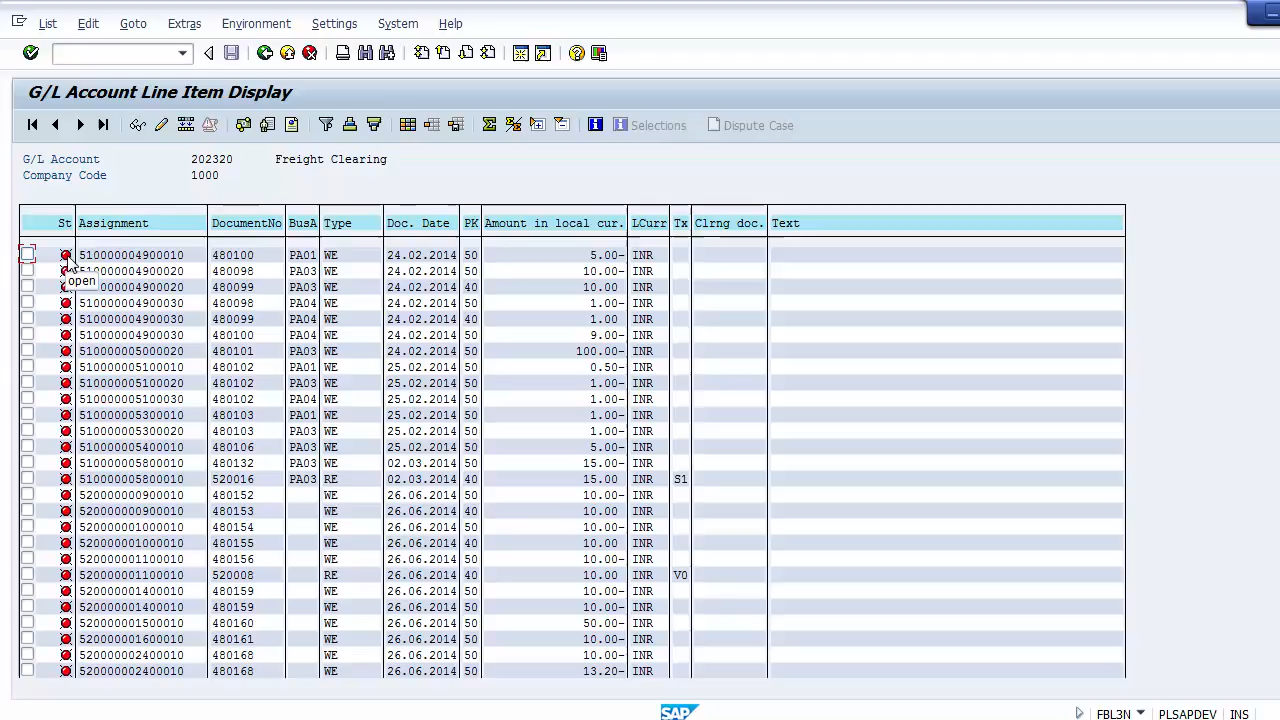 List Edit Goto Extras Environment Settings System Help
G/L Account Line Item Display
Selections Dispute Case
G/L Account 202320 Freight Clearing
Company Code 1000
St Assignment DocumentNo BusA Type Doc. Date PK Amount in local cur. LCurr Tx Clrng doc. Text
510000004900010 480100 PA01 WE 24.02.2014 50 5.00- INR
510000004900020 480098 PA03 WE 24.02.2014 50 10.00- INR
open
510000004900020 480099 PA03 WE 24.02.2014 40 10.00 INR
510000004900030 480098 PA04 WE 24.02.2014 50 1.00- INR
510000004900030 480099 PA04 WE 24.02.2014 40 1.00 INR
510000004900030 480100 PA04 WE 24.02.2014 50 9.00- INR
510000005000020 480101 PA03 WE 24.02.2014 50 100.00- INR
510000005100010 480102 PA01 WE 25.02.2014 50 0.50- INR
510000005100020 480102 PA03 WE 25.02.2014 50 1.00- INR
510000005100030 480102 PA04 WE 25.02.2014 50 1.00- INR
510000005300010 480103 PA01 WE 25.02.2014 50 1.00- INR
510000005300020 480103 PA03 WE 25.02.2014 50 1.00- INR
510000005400010 480106 PA03 WE 25.02.2014 50 5.00- INR
510000005800010 480132 PA03 WE 02.03.2014 50 15.00- INR
510000005800010 520016 PA03 RE 02.03.2014 40 15.00 INR S1
520000000900010 480152 WE 26.06.2014 50 10.00- INR
520000000900010 480153 WE 26.06.2014 40 10.00 INR
520000001000010 480154 WE 26.06.2014 50 10.00- INR
520000001000010 480155 WE 26.06.2014 40 10.00 INR
520000001100010 480156 WE 26.06.2014 50 10.00- INR
520000001100010 520008 RE 26.06.2014 40 10.00 INR V0
520000001400010 480159 WE 26.06.2014 50 10.00- INR
520000001400010 480159 WE 26.06.2014 50 10.00- INR
520000001500010 480160 WE 26.06.2014 50 50.00- INR
520000001600010 480161 WE 26.06.2014 50 10.00- INR
520000002400010 480168 WE 26.06.2014 50 10.00- INR
520000002400010 480168 WE 26.06.2014 50 13.20- INR
SAP FBL3N PLSAPDEV INS